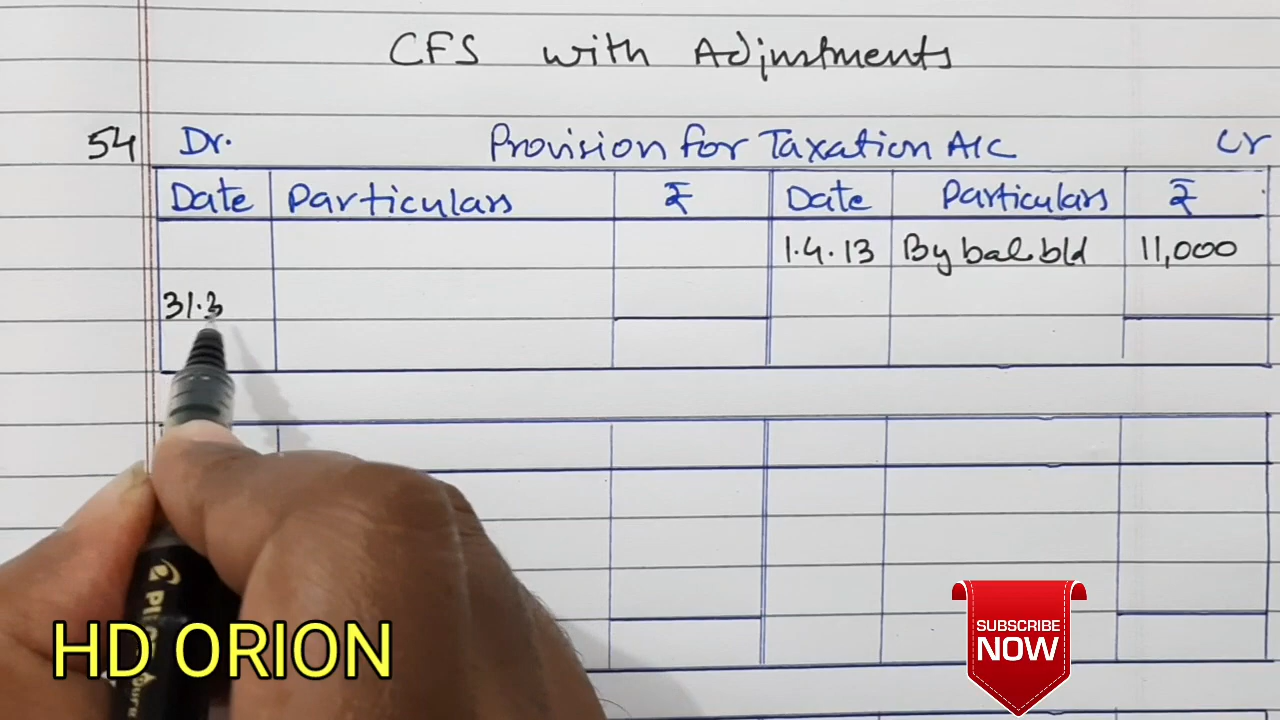 CFS with Adjustments
54 Dr. Provision for Taxation A/C Cr
Date Particulars ₹ Date Particulars ₹
1.4.13 By bal. b/d 11,000
31.3
HD ORION
SUBSCRIBE
NOW